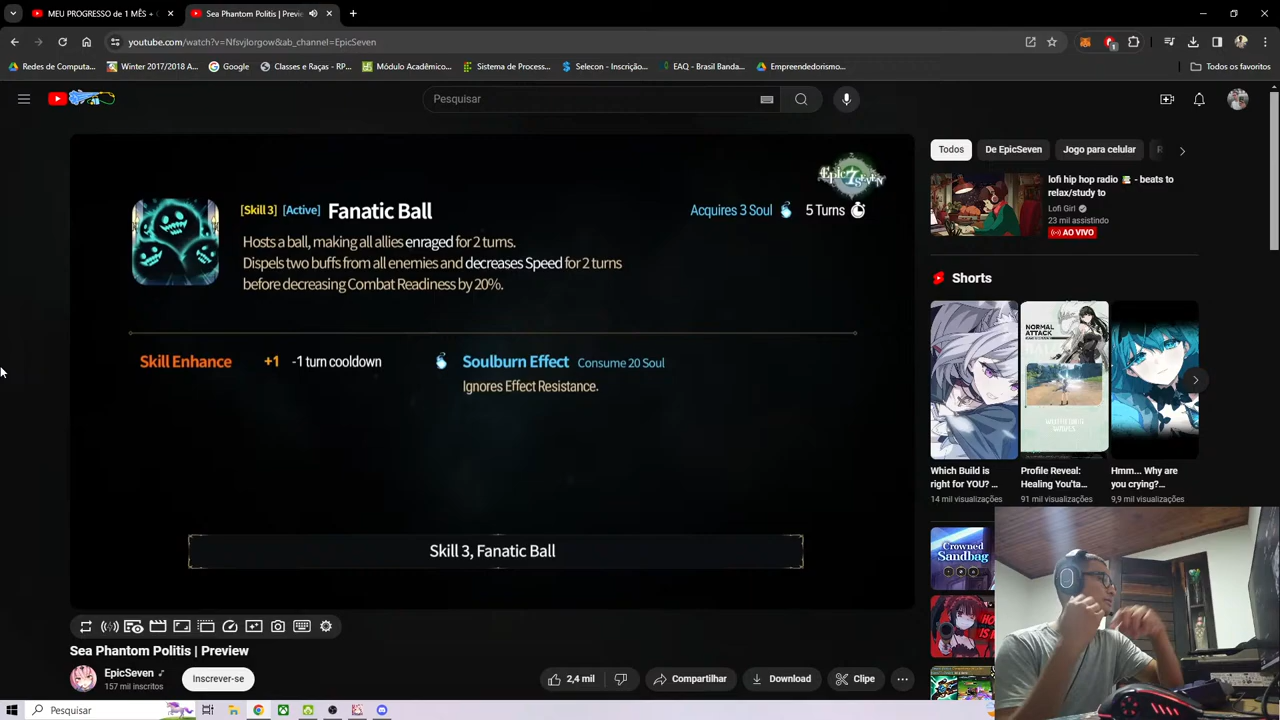 MEU PROGRESSO de 1 MÊS +
Sea Phantom Politis | Preview
youtube.com/watch?v=NfsvjIorgow&ab_channel=EpicSeven
Redes de Computa...
Winter 2017/2018 A...
Google
Classes e Raças - RP...
Módulo Acadêmico...
Sistema de Process...
Selecon - Inscrição...
EAQ - Brasil Banda...
Empreendedorismo...
Todos os favoritos
Pesquisar
Epic Seven
[Skill 3] [Active] Fanatic Ball
Acquires 3 Soul
5 Turns
Hosts a ball, making all allies enraged for 2 turns.
Dispels two buffs from all enemies and decreases Speed for 2 turns
before decreasing Combat Readiness by 20%.
Skill Enhance +1 -1 turn cooldown
Soulburn Effect Consume 20 Soul
Ignores Effect Resistance.
Skill 3, Fanatic Ball
Sea Phantom Politis | Preview
EpicSeven
157 mil inscritos
Inscrever-se
2,4 mil
Compartilhar
Download
Clipe
Todos
De EpicSeven
Jogo para celular
lofi hip hop radio - beats to
relax/study to
Lofi Girl
23 mil assistindo
AO VIVO
Shorts
NORMAL
ATTACK
Which Build is
right for YOU? ...
14 mil visualizações
Profile Reveal:
Healing You'ta...
91 mil visualizações
Hmm... Why are
you crying?...
9,9 mil visualizações
Crowned
Sandbag
Pesquisar